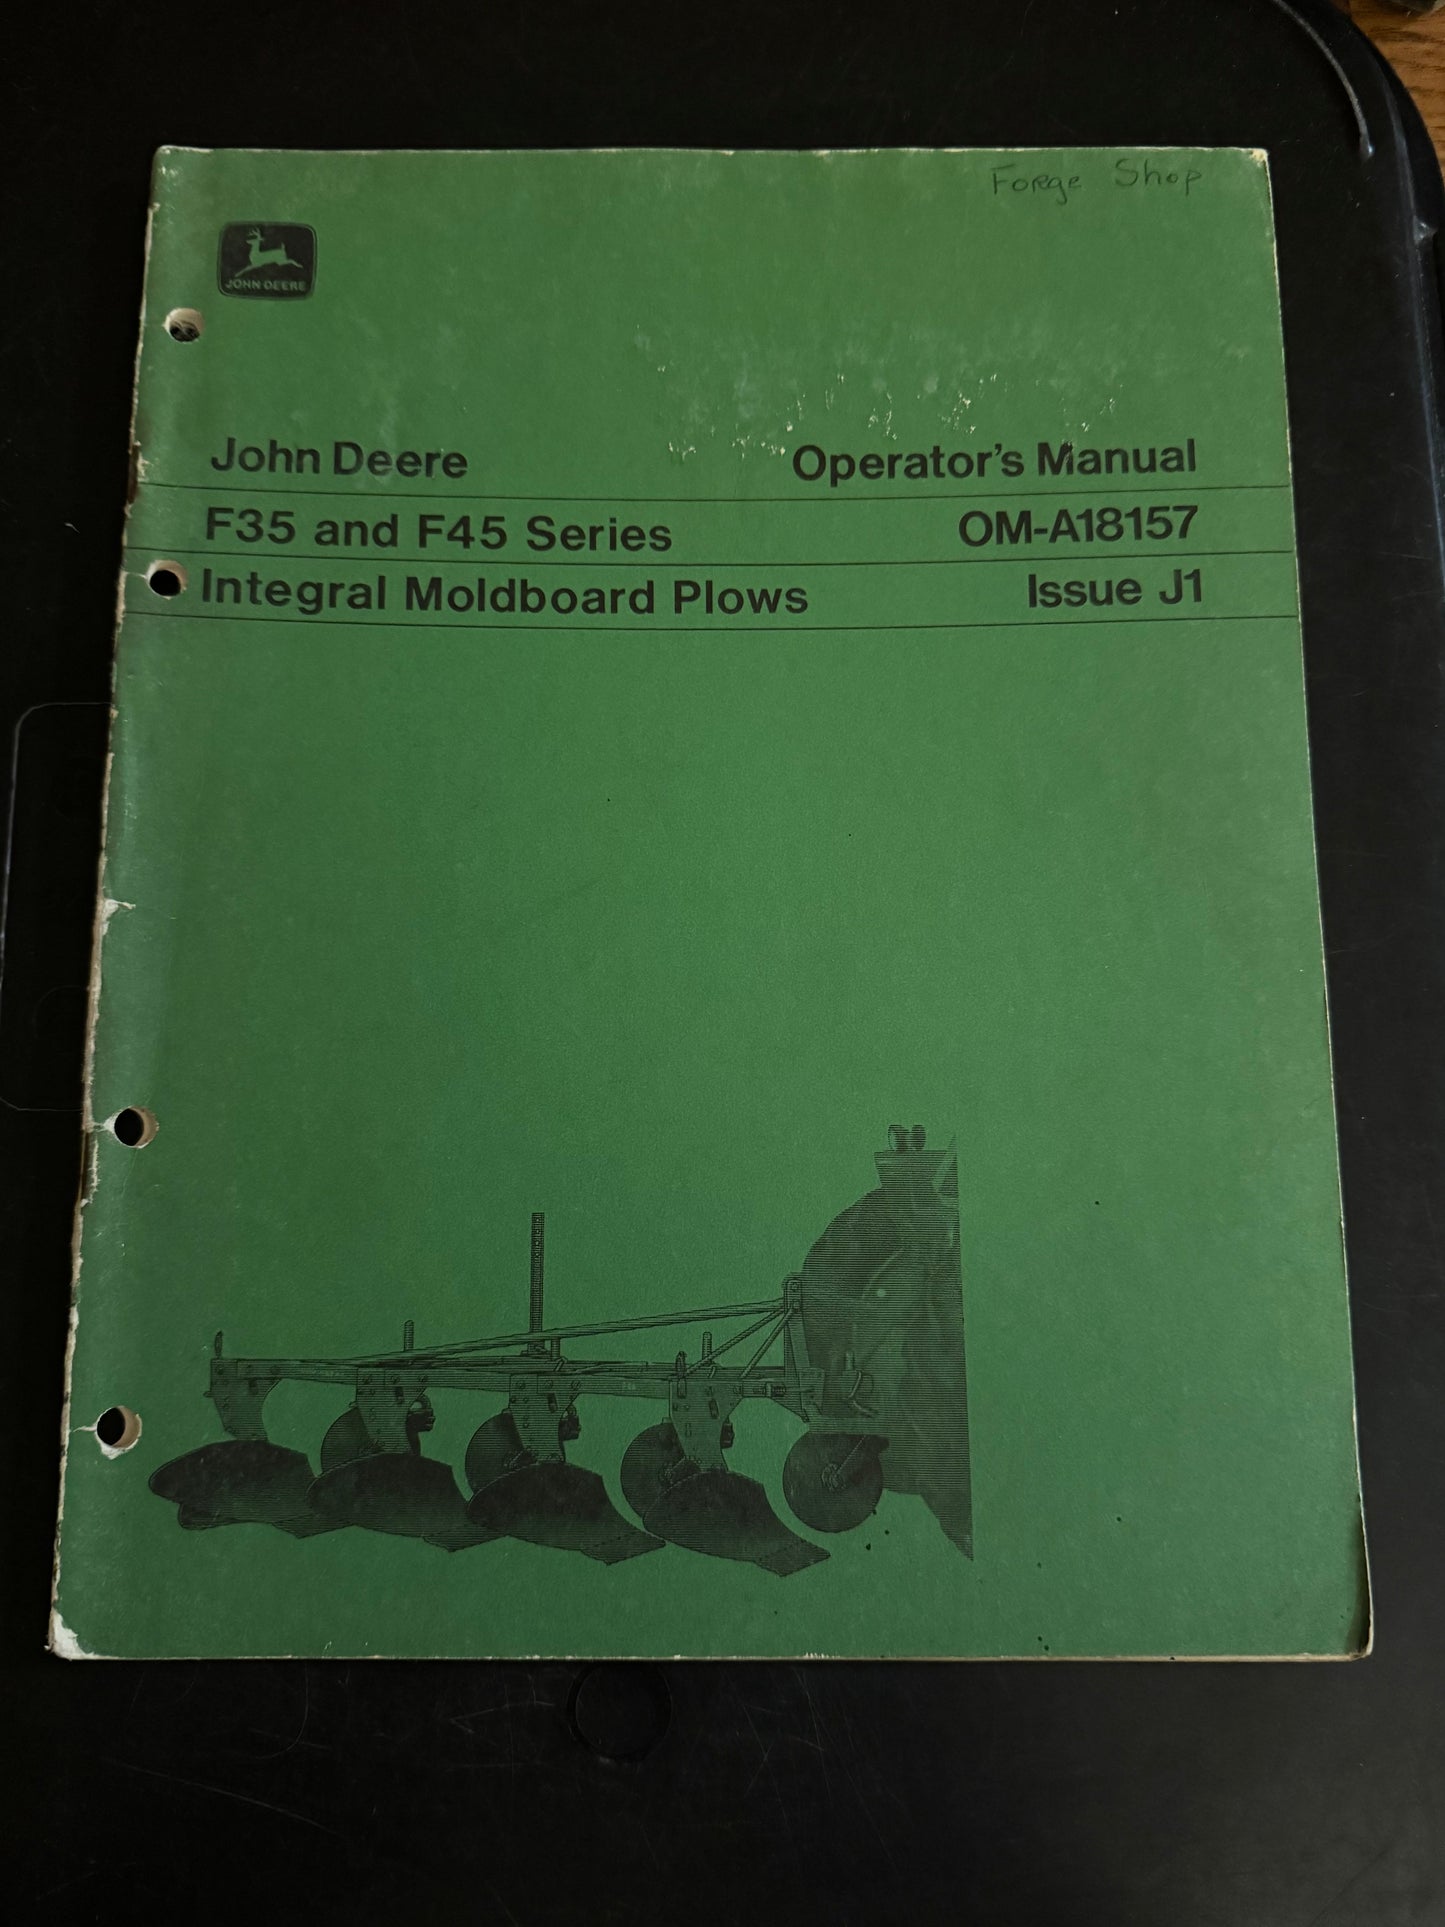 Forge Shop
JOHN DEERE
John Deere
Operator's Manual
F35 and F45 Series
OM-A18157
Integral Moldboard Plows
Issue J1